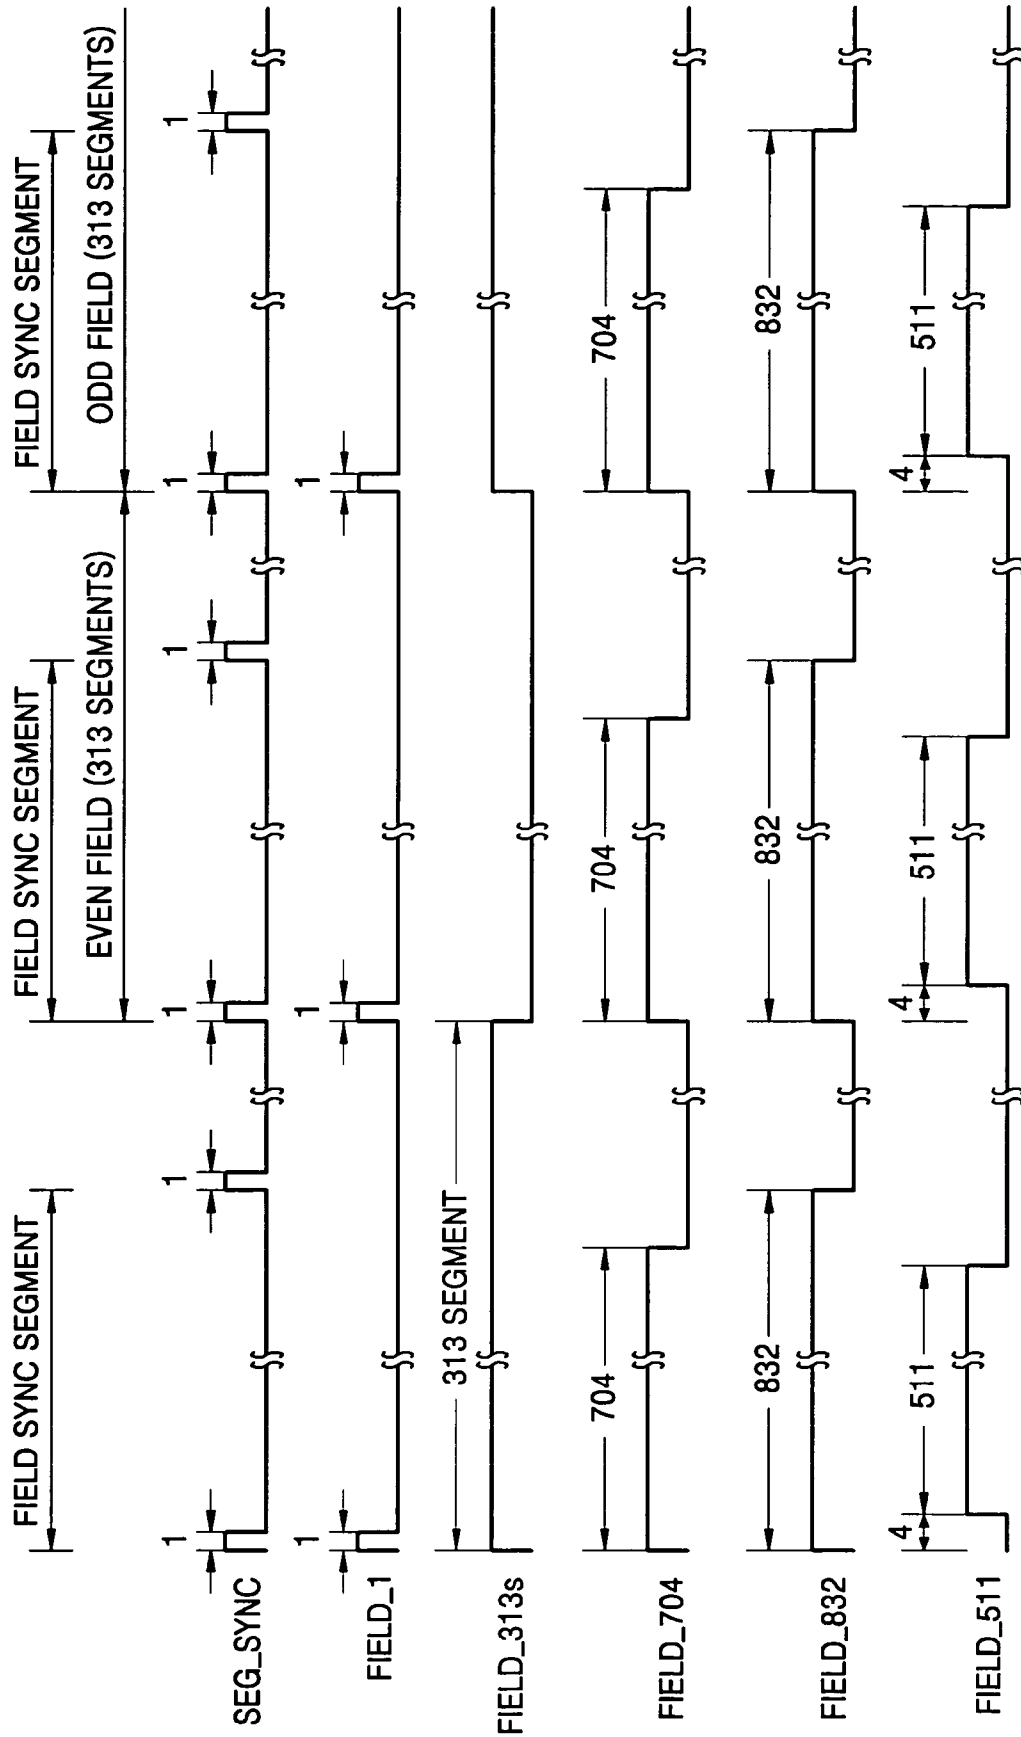 FIELD SYNC SEGMENT FIELD SYNC SEGMENT FIELD SYNC SEGMENT
EVEN FIELD (313 SEGMENTS) ODD FIELD (313 SEGMENTS)
SEG_SYNC 1 1 1 1 1 1
FIELD_1 1 1 1
FIELD_313s 313 SEGMENT
FIELD_704 704 704 704
FIELD_832 832 832 832
FIELD_511 4 511 4 511 4 511